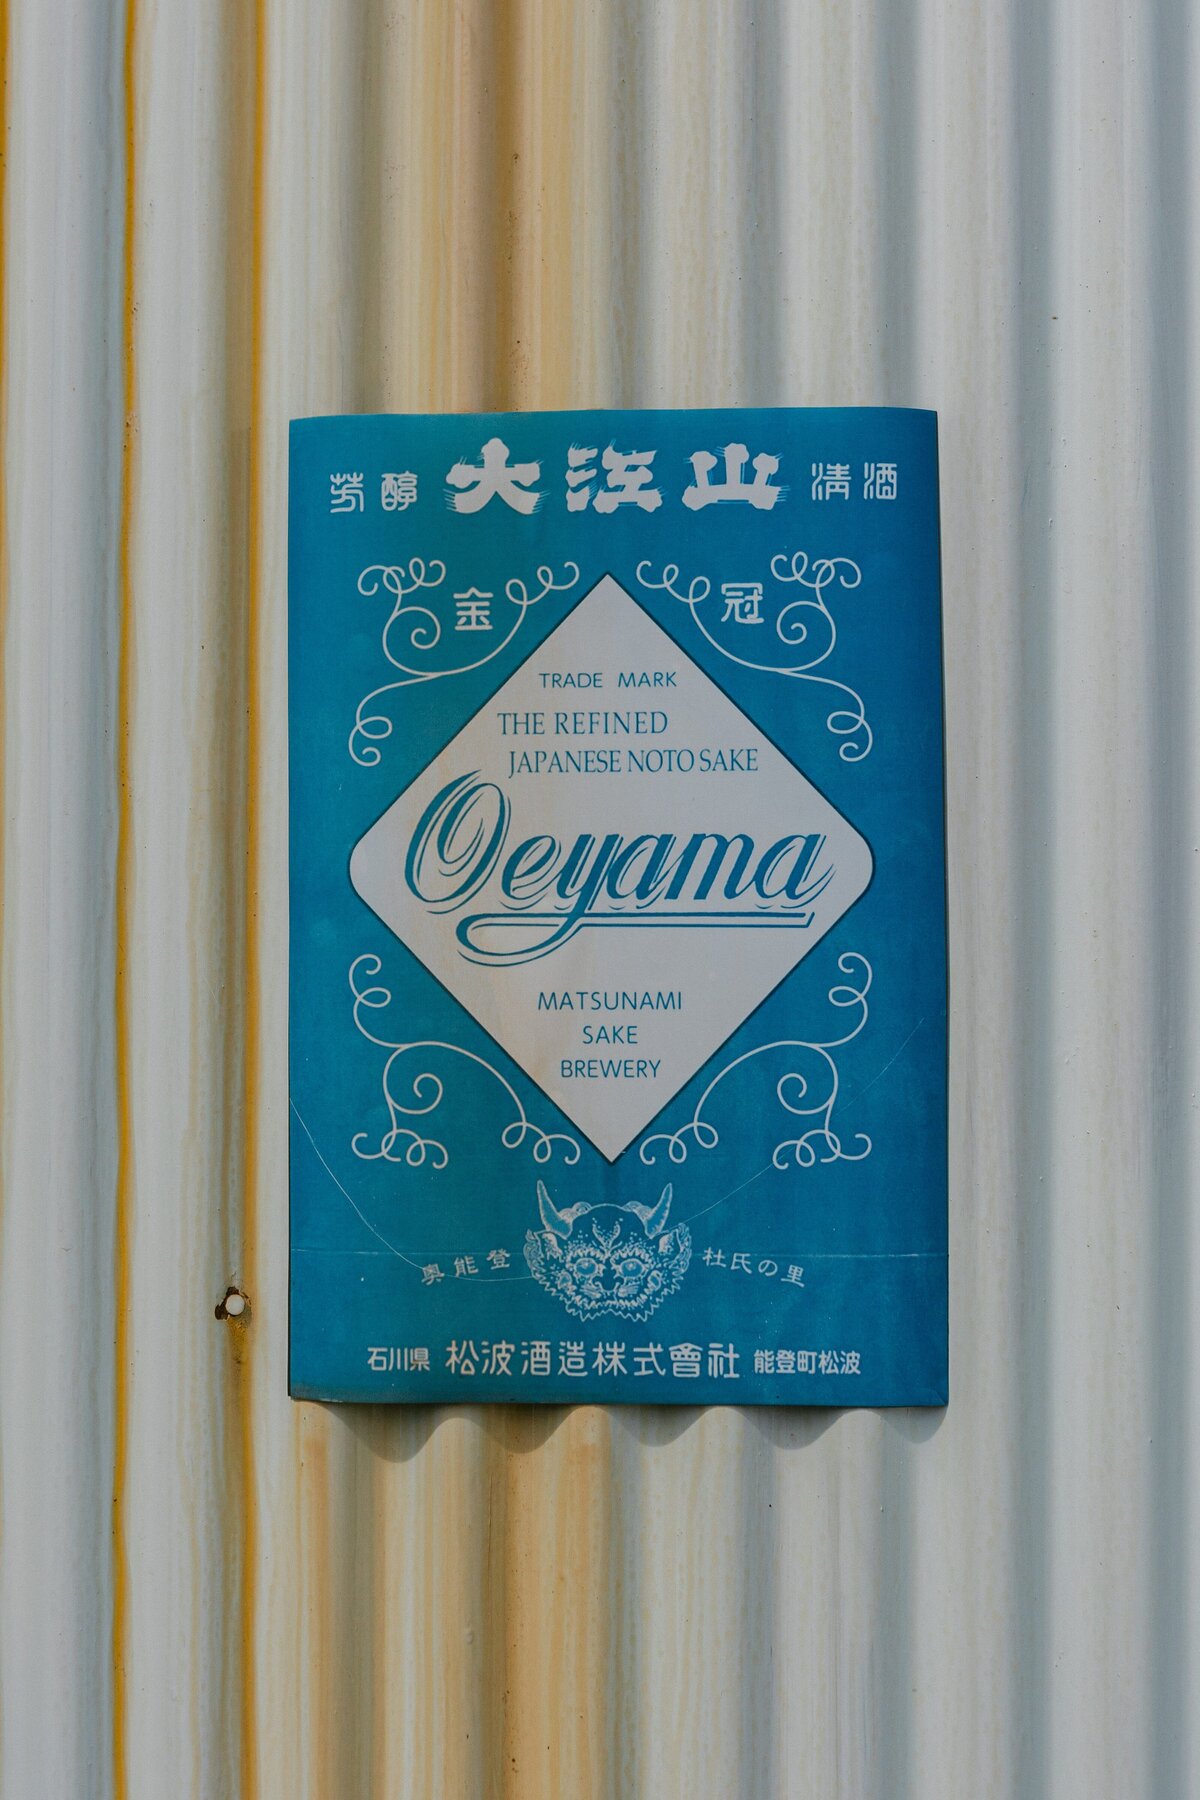 芳醇 大江山 清酒
金 冠
TRADE MARK
THE REFINED
JAPANESE NOTO SAKE
Oeyama
MATSUNAMI
SAKE
BREWERY
奥能登 杜氏の里
石川県 松波酒造株式會社 能登町松波